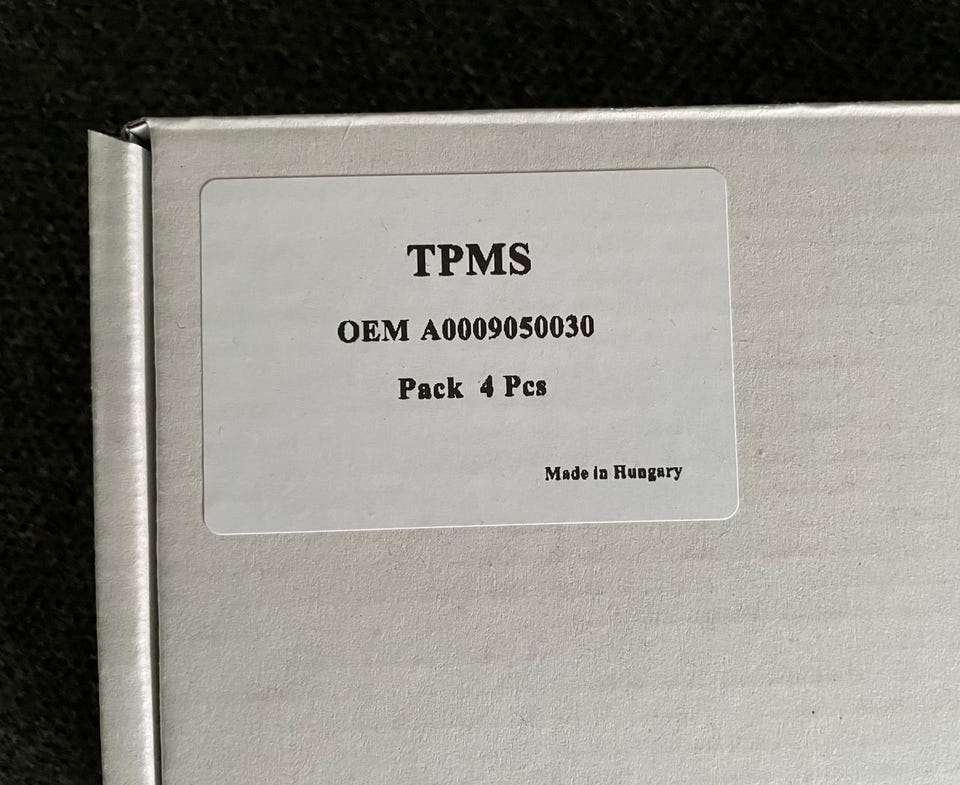 TPMS
OEM A0009050030
Pack 4 Pcs
Made in Hungary